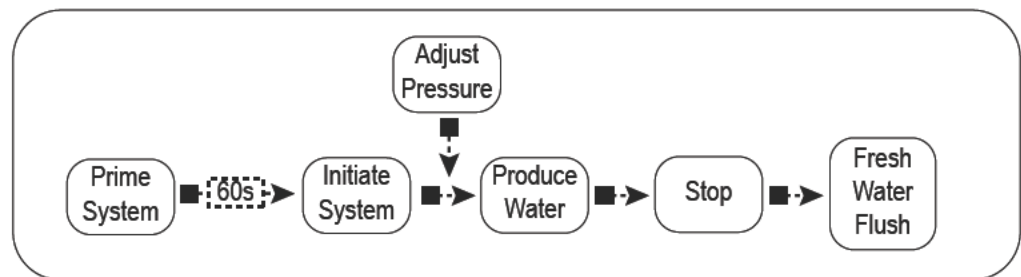 Adjust
Pressure
Prime
System
60s
Initiate
System
Produce
Water
Stop
Fresh
Water
Flush